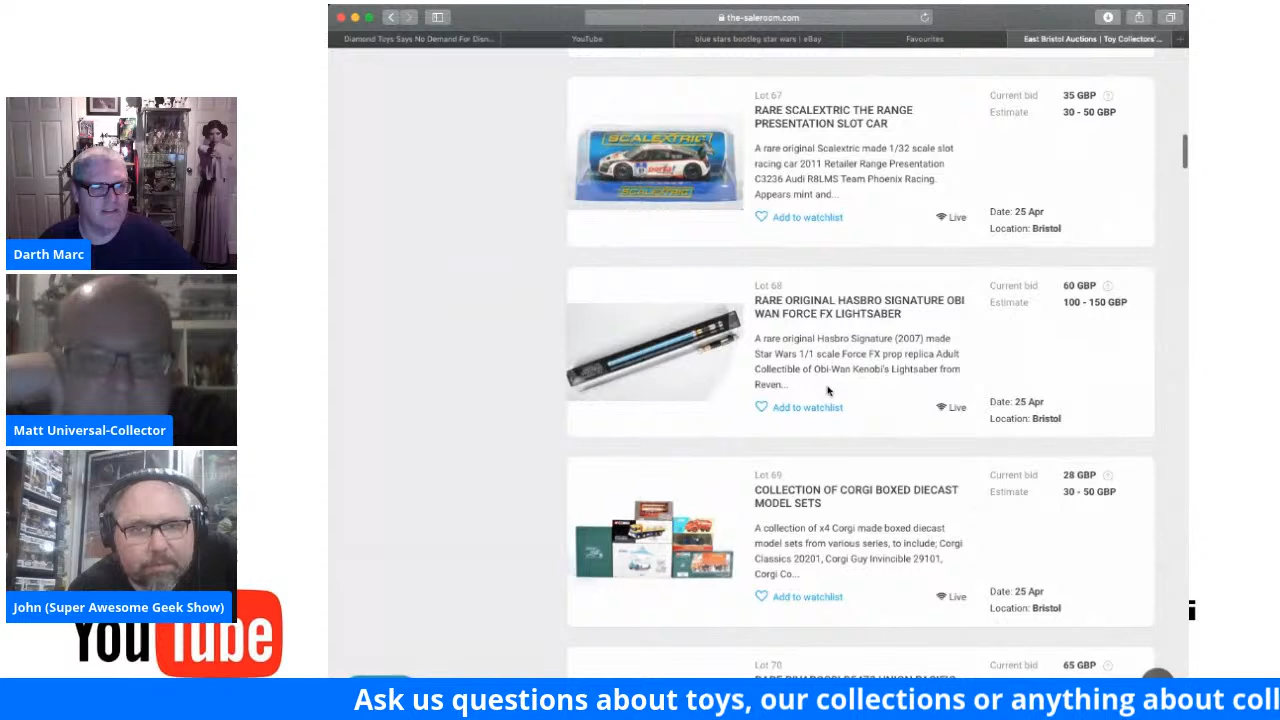 the-saleroom.com
Diamond Toys Says No Demand For Disn...
YouTube
blue stars bootleg star wars | eBay
Favourites
East Bristol Auctions | Toy Collectors'...
Lot 67
RARE SCALEXTRIC THE RANGE
PRESENTATION SLOT CAR
A rare original Scalextric made 1/32 scale slot
racing car 2011 Retailer Range Presentation
C3236 Audi R8LMS Team Phoenix Racing.
Appears mint and...
Add to watchlist
Live
Current bid 35 GBP
Estimate 30 - 50 GBP
Date: 25 Apr
Location: Bristol
SCALEXTRIC
SCALEXTRIC
Lot 68
RARE ORIGINAL HASBRO SIGNATURE OBI
WAN FORCE FX LIGHTSABER
A rare original Hasbro Signature (2007) made
Star Wars 1/1 scale Force FX prop replica Adult
Collectible of Obi-Wan Kenobi's Lightsaber from
Reven...
Add to watchlist
Live
Current bid 60 GBP
Estimate 100 - 150 GBP
Date: 25 Apr
Location: Bristol
Lot 69
COLLECTION OF CORGI BOXED DIECAST
MODEL SETS
A collection of x4 Corgi made boxed diecast
model sets from various series, to include; Corgi
Classics 20201, Corgi Guy Invincible 29101,
Corgi Co...
Add to watchlist
Live
Current bid 28 GBP
Estimate 30 - 50 GBP
Date: 25 Apr
Location: Bristol
Lot 70
Current bid 65 GBP
Darth Marc
Matt Universal-Collector
John (Super Awesome Geek Show)
YouTube
i
Ask us questions about toys, our collections or anything about coll